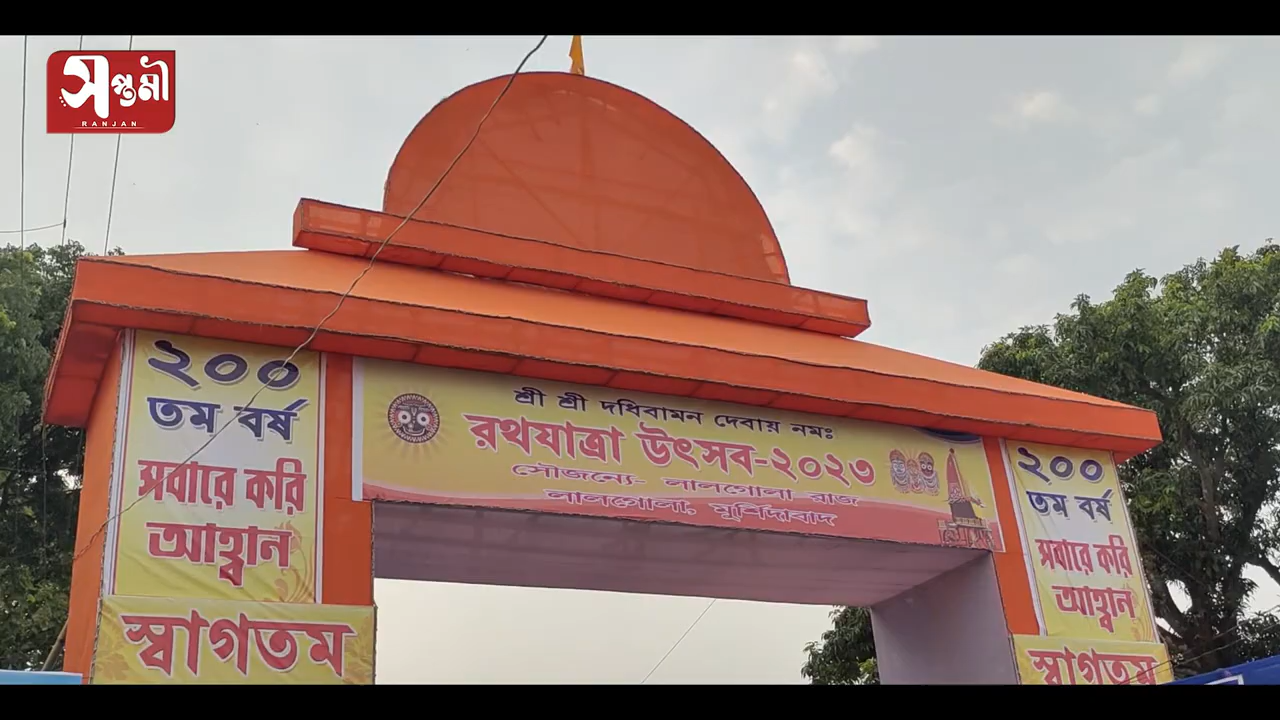 সপ্তমী
RANJAN
২০০
তম বর্ষ
সবারে করি
আহ্বান
স্বাগতম
শ্রী শ্রী দধিবামন দেবায় নমঃ
রথযাত্রা উৎসব-২০২৩
সৌজন্যে- লালগোলা রাজ
লালগোলা, মুর্শিদাবাদ
২০০
তম বর্ষ
সবারে করি
আহ্বান
স্বাগতম